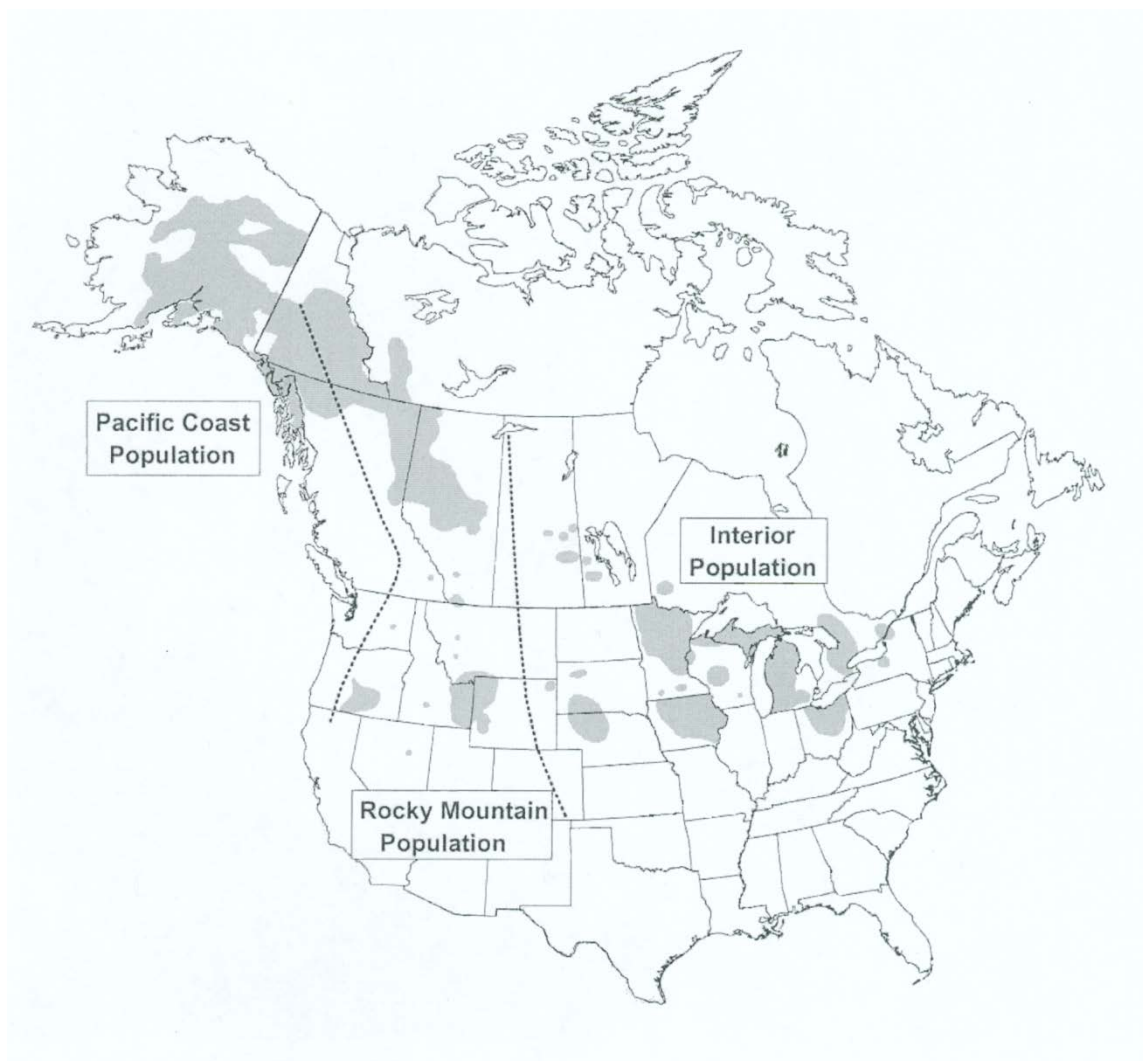 Pacific Coast
Population
Interior
Population
Rocky Mountain
Population